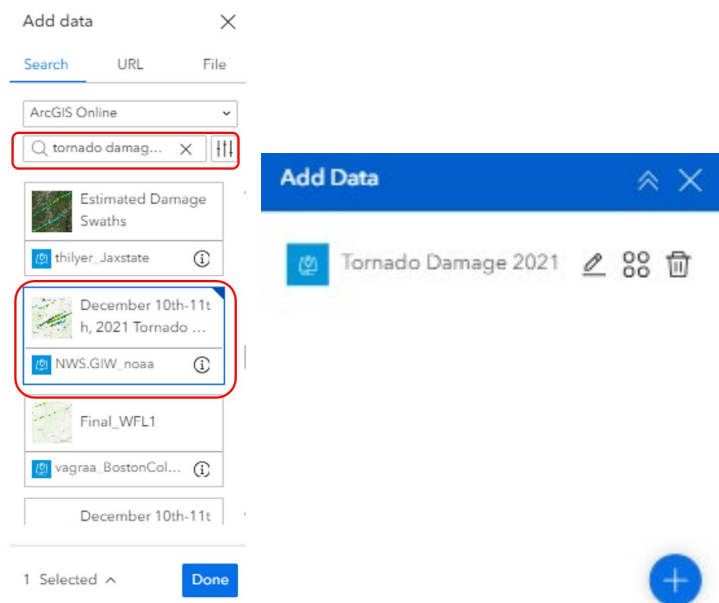 Add data
Search URL File
ArcGIS Online
tornado damag...
Estimated Damage
Swaths
thilyer_Jaxstate
December 10th-11t
h, 2021 Tornado ...
NWS.GIW_noaa
Final_WFL1
vagraa_BostonCol...
December 10th-11t
1 Selected
Done
Add Data
Tornado Damage 2021